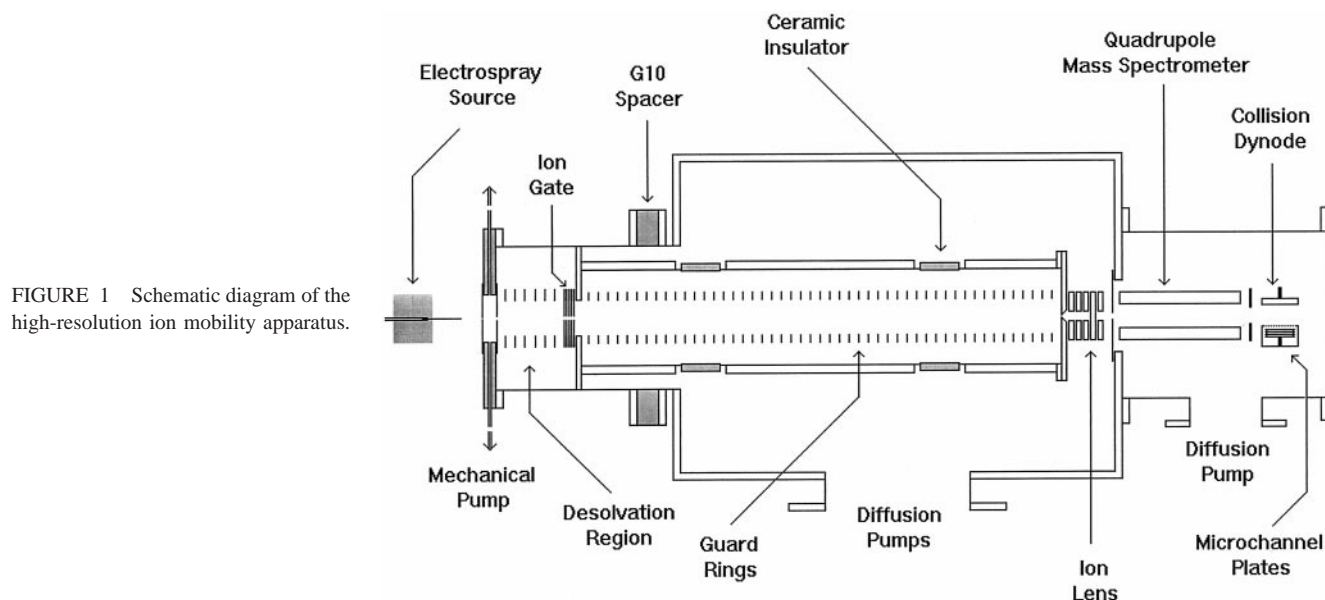 Ceramic
Insulator
Quadrupole
Mass Spectrometer
Electrospray
Source
G10
Spacer
Collision
Dynode
Ion
Gate
FIGURE 1 Schematic diagram of the
high-resolution ion mobility apparatus.
Mechanical
Pump
Desolvation
Region
Guard
Rings
Diffusion
Pumps
Ion
Lens
Diffusion
Pump
Microchannel
Plates